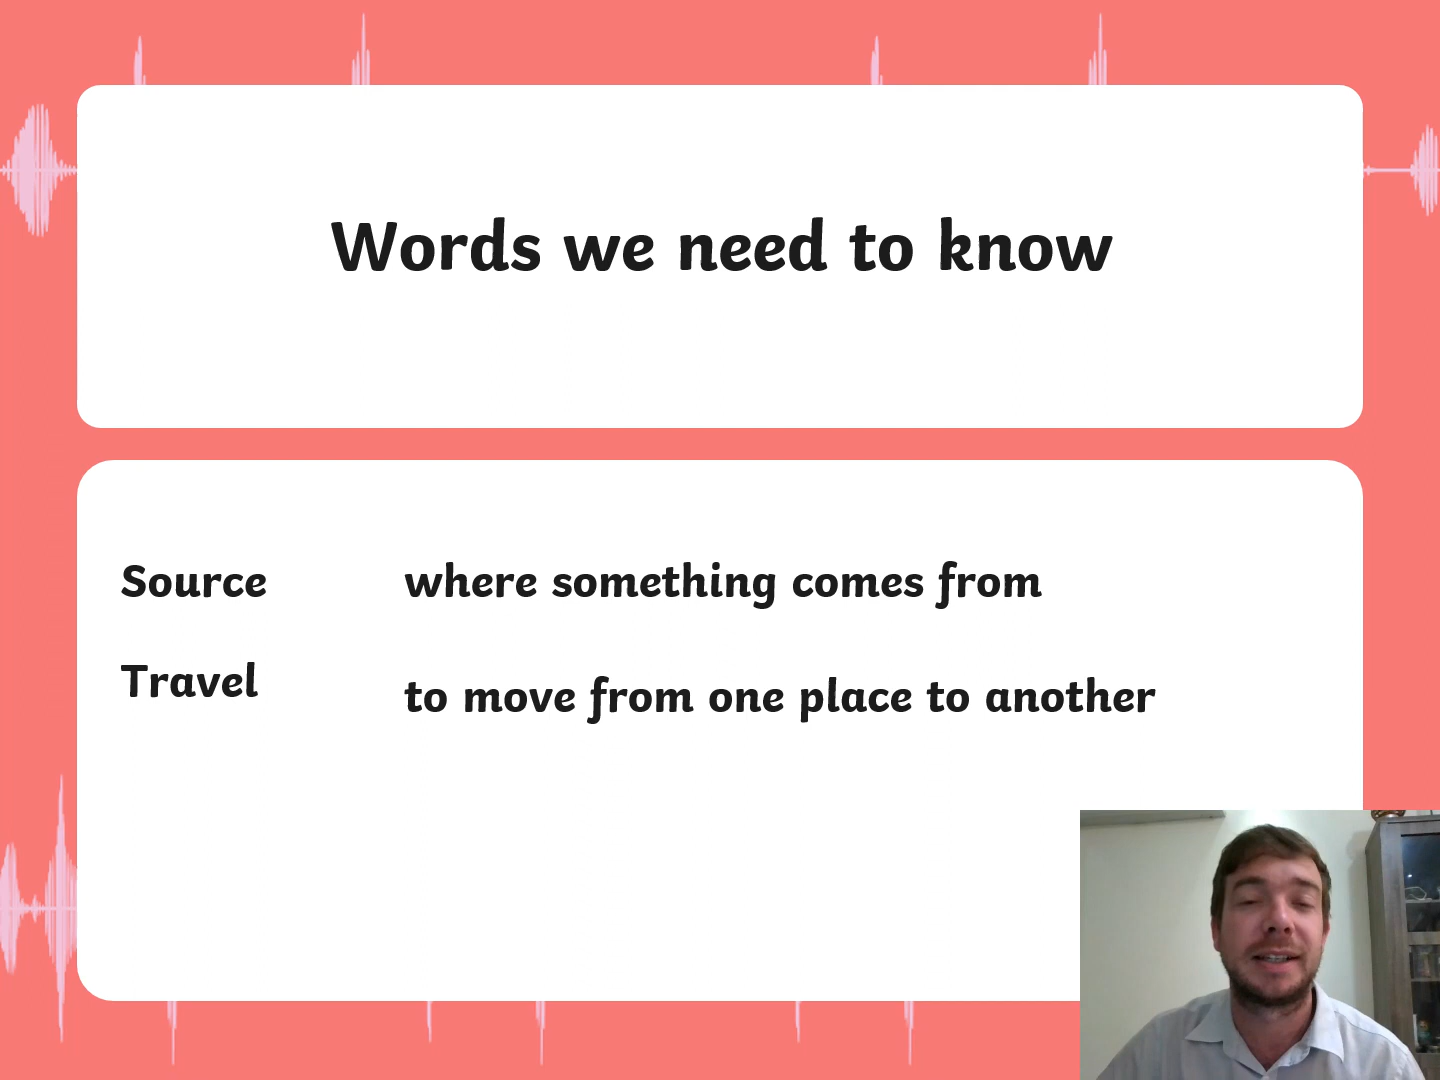 Words we need to know
Source where something comes from
Travel to move from one place to another